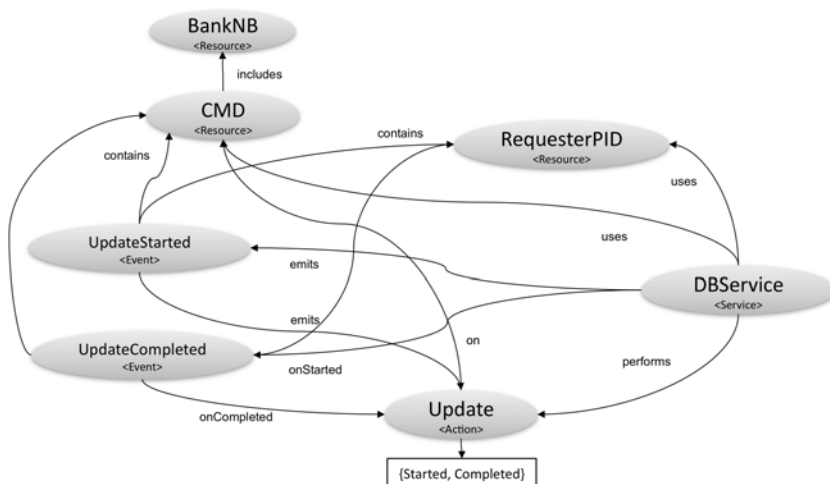 BankNB
<Resource>
includes
CMD
<Resource>
contains
RequesterPID
<Resource>
contains
uses
UpdateStarted
<Event>
uses
emits
DBService
<Service>
emits
UpdateCompleted
<Event>
on
onStarted
performs
onCompleted
Update
<Action>
{Started, Completed}